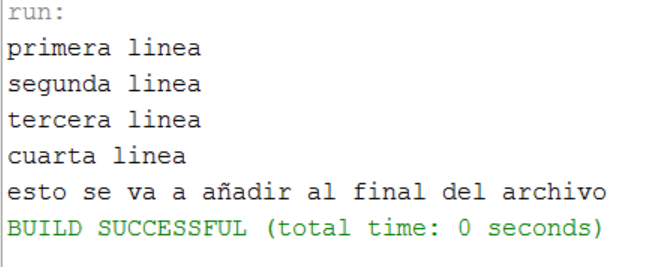 run:
primera linea
segunda linea
tercera linea
cuarta linea
esto se va a añadir al final del archivo
BUILD SUCCESSFUL (total time: 0 seconds)